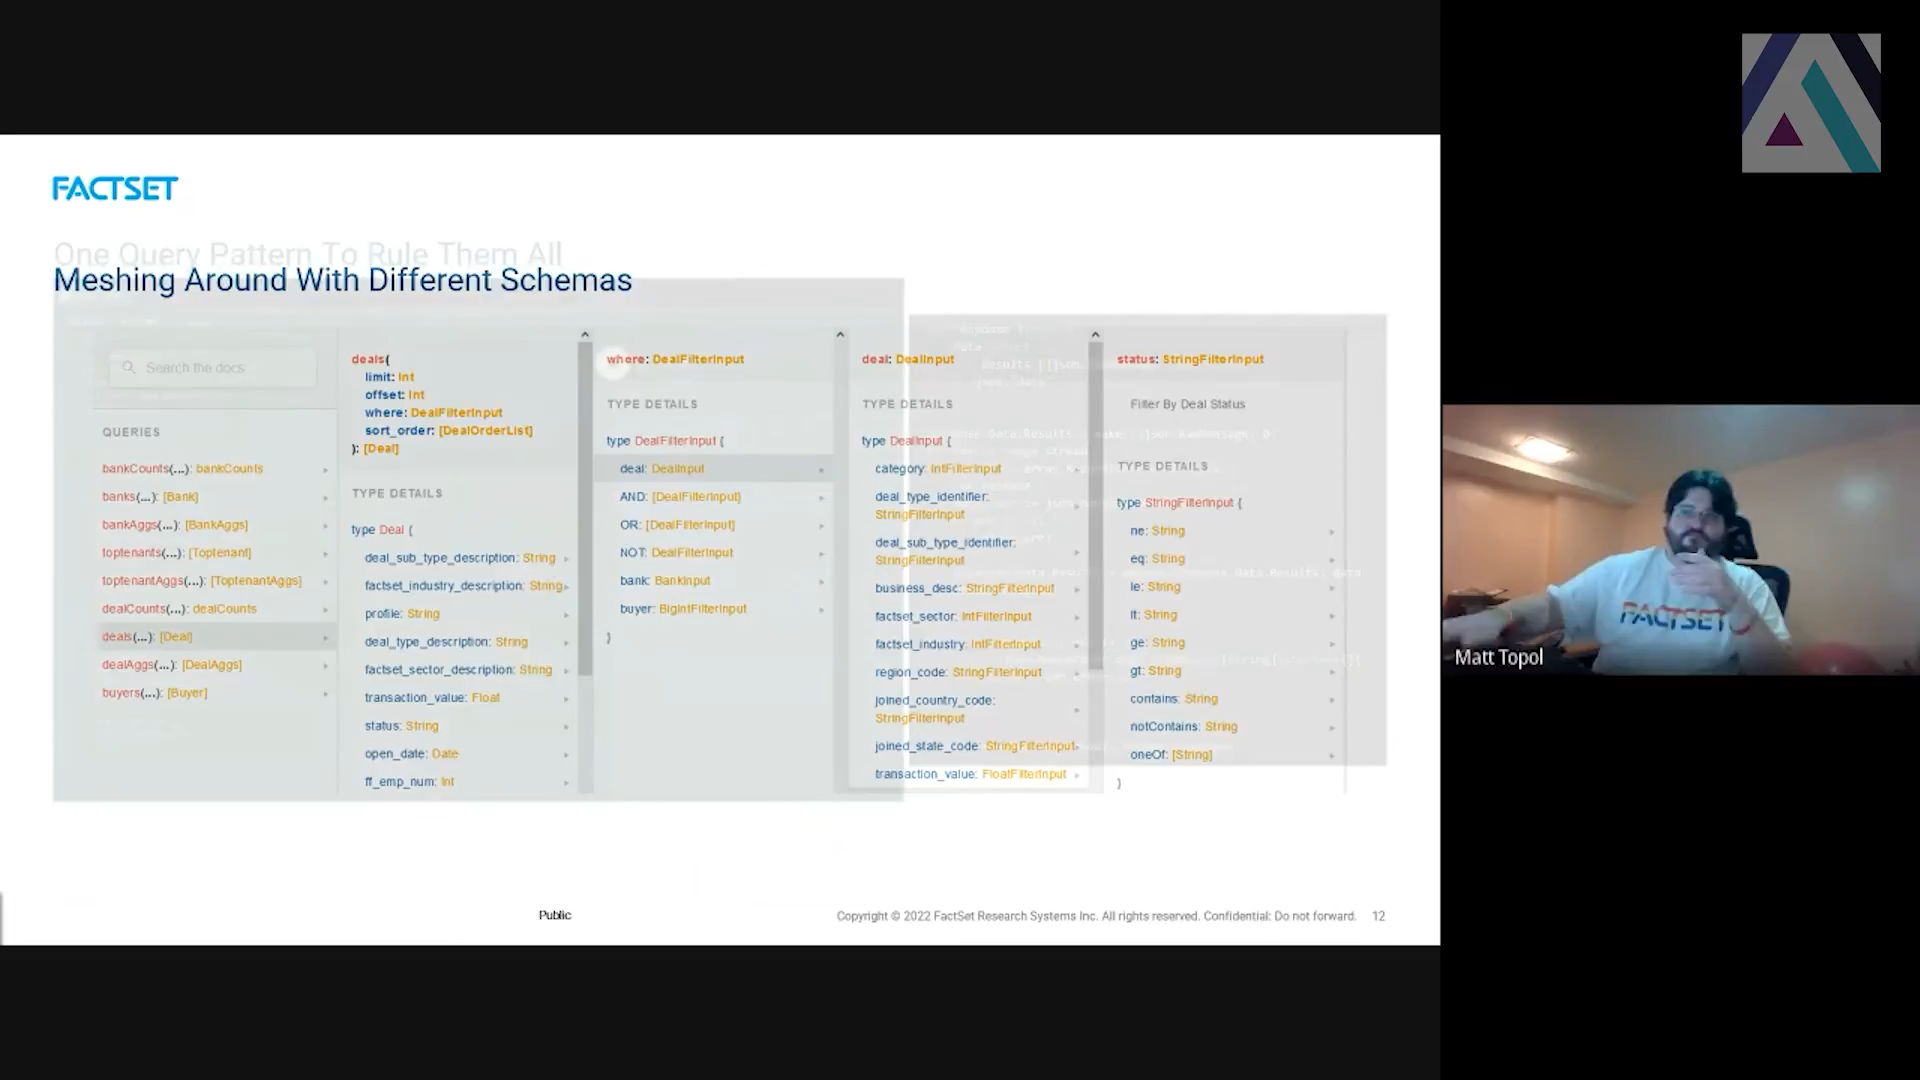 FACTSET
One Query Pattern To Rule Them All
Meshing Around With Different Schemas
Search the docs
QUERIES
bankCounts(...): bankCounts
banks(...): [Bank]
bankAggs(...): [BankAggs]
toptenants(...): [Toptenant]
toptenantAggs(...): [ToptenantAggs]
dealCounts(...): dealCounts
deals(...): [Deal]
dealAggs(...): [DealAggs]
buyers(...): [Buyer]
deals(
limit: Int
offset: Int
where: DealFilterInput
sort_order: [DealOrderList]
): [Deal]
TYPE DETAILS
type Deal {
deal_sub_type_description: String
factset_industry_description: String
profile: String
deal_type_description: String
factset_sector_description: String
transaction_value: Float
status: String
open_date: Date
ff_emp_num: Int
where: DealFilterInput
TYPE DETAILS
type DealFilterInput {
deal: DealInput
AND: [DealFilterInput]
OR: [DealFilterInput]
NOT: DealFilterInput
bank: BankInput
buyer: BigIntFilterInput
}
deal: DealInput
TYPE DETAILS
type DealInput {
category: IntFilterInput
deal_type_identifier:
StringFilterInput
deal_sub_type_identifier:
StringFilterInput
business_desc: StringFilterInput
factset_sector: IntFilterInput
factset_industry: IntFilterInput
region_code: StringFilterInput
joined_country_code:
StringFilterInput
joined_state_code: StringFilterInput
transaction_value: FloatFilterInput
status: StringFilterInput
Filter By Deal Status
TYPE DETAILS
type StringFilterInput {
ne: String
eq: String
le: String
lt: String
ge: String
gt: String
contains: String
notContains: String
oneOf: [String]
}
Public
Copyright © 2022 FactSet Research Systems Inc. All rights reserved. Confidential: Do not forward.
12
FACTSET
Matt Topol